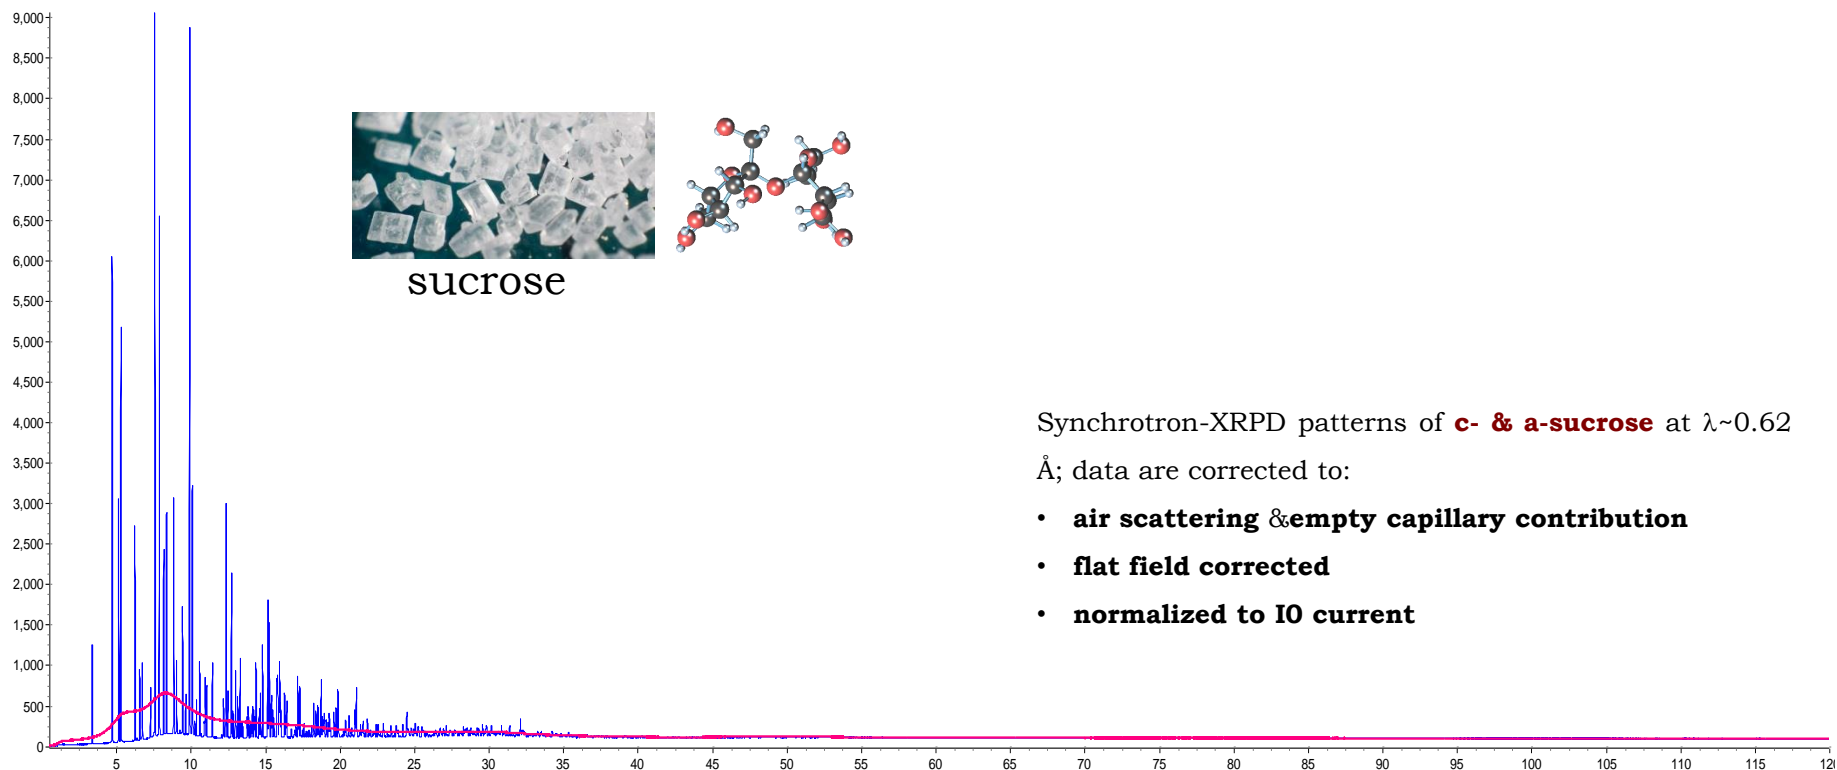 9,000
8,500
8,000
7,500
7,000
6,500
6,000
5,500
5,000
4,500
4,000
3,500
3,000
2,500
2,000
1,500
1,000
500
0
sucrose
Synchrotron-XRPD patterns of c- & a-sucrose at λ~0.62
Å; data are corrected to:
• air scattering &empty capillary contribution
• flat field corrected
• normalized to I0 current
5 10 15 20 25 30 35 40 45 50 55 60 65 70 75 80 85 90 95 100 105 110 115 120